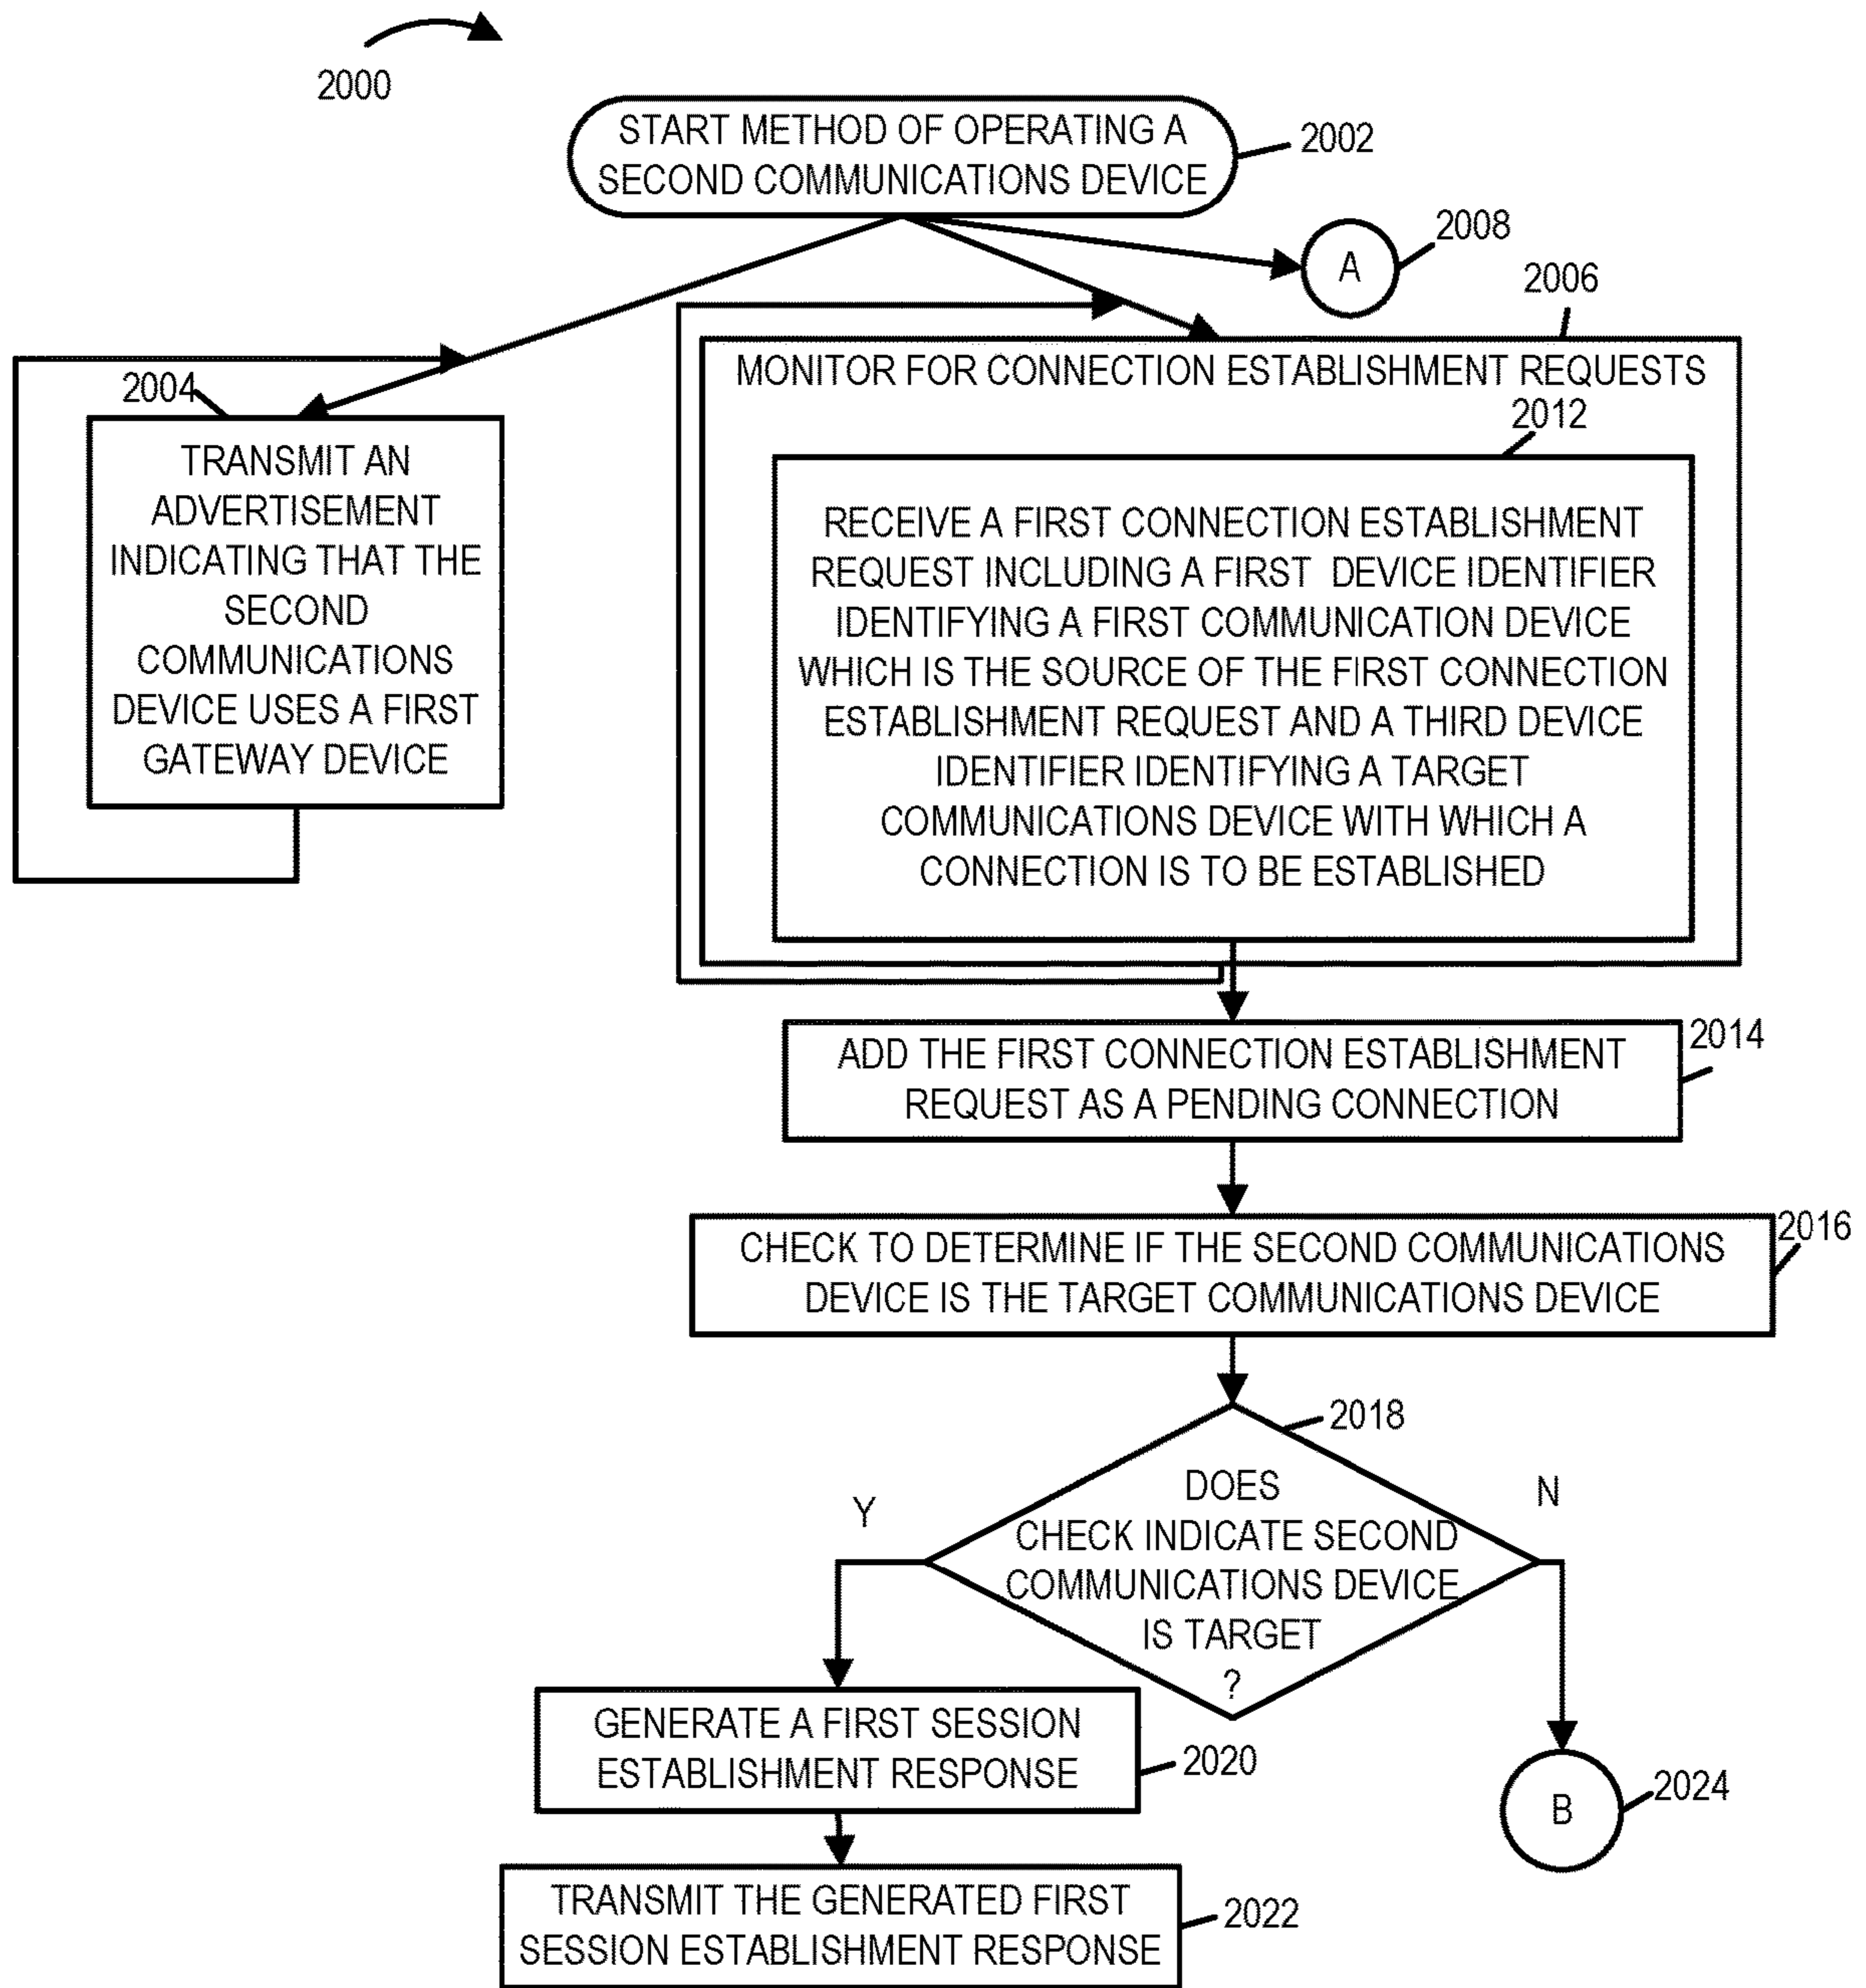 2000
START METHOD OF OPERATING A
SECOND COMMUNICATIONS DEVICE
2002
A
2008
2006
MONITOR FOR CONNECTION ESTABLISHMENT REQUESTS
2004
TRANSMIT AN
ADVERTISEMENT
INDICATING THAT THE
SECOND
COMMUNICATIONS
DEVICE USES A FIRST
GATEWAY DEVICE
2012
RECEIVE A FIRST CONNECTION ESTABLISHMENT
REQUEST INCLUDING A FIRST DEVICE IDENTIFIER
IDENTIFYING A FIRST COMMUNICATION DEVICE
WHICH IS THE SOURCE OF THE FIRST CONNECTION
ESTABLISHMENT REQUEST AND A THIRD DEVICE
IDENTIFIER IDENTIFYING A TARGET
COMMUNICATIONS DEVICE WITH WHICH A
CONNECTION IS TO BE ESTABLISHED
ADD THE FIRST CONNECTION ESTABLISHMENT
REQUEST AS A PENDING CONNECTION
2014
CHECK TO DETERMINE IF THE SECOND COMMUNICATIONS
DEVICE IS THE TARGET COMMUNICATIONS DEVICE
2016
2018
DOES
CHECK INDICATE SECOND
COMMUNICATIONS DEVICE
IS TARGET
?
Y
N
GENERATE A FIRST SESSION
ESTABLISHMENT RESPONSE
2020
B
2024
TRANSMIT THE GENERATED FIRST
SESSION ESTABLISHMENT RESPONSE
2022